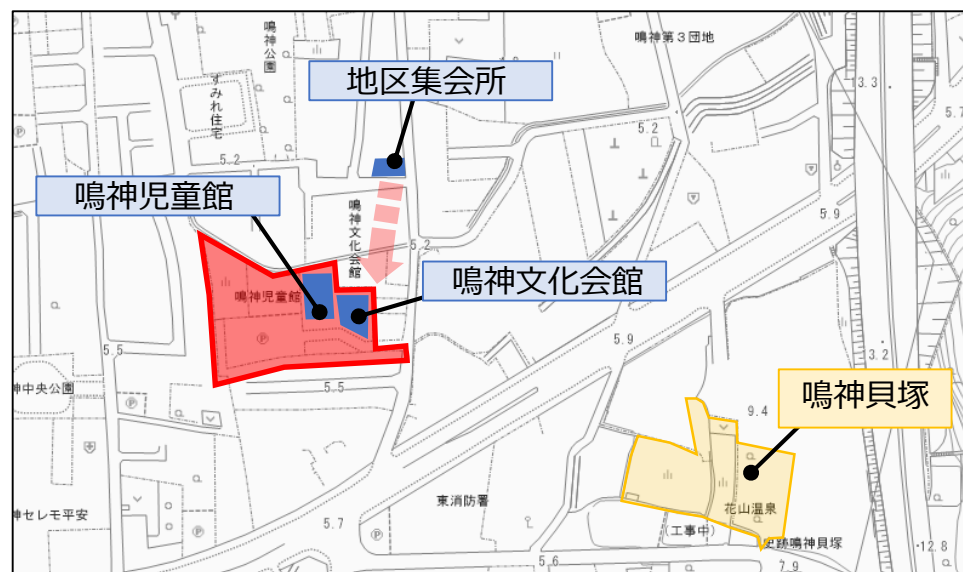 鳴神公園
鳴神第3団地
地区集会所
すみれ住宅
3.3
5.7
5.2
5.2
鳴神児童館
鳴神文化会館
5.9
5.2
鳴神文化会館
鳴神児童館
5.9
5.5
3.2
5.5
神中央公園
鳴神貝塚
9.4
東消防署
花山温泉
神セレモ平安
5.7
(工事中)
史跡鳴神貝塚
12.8
5.6
7.9